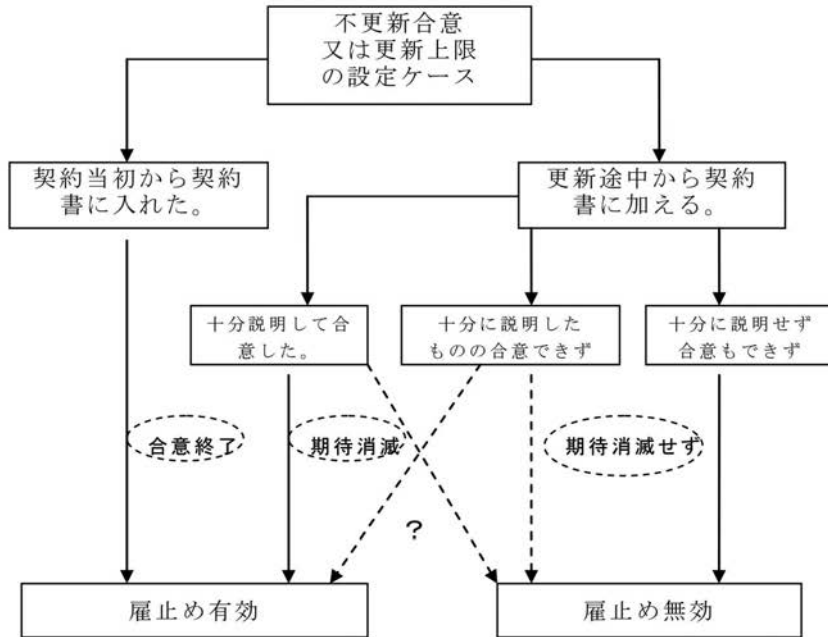 不更新合意
又は更新上限
の設定ケース
契約当初から契約
書に入れた。
更新途中から契約
書に加える。
十分説明して合
意した。
十分に説明した
ものの合意できず
十分に説明せず
合意もできず
合意終了
期待消滅
期待消滅せず
?
雇止め有効
雇止め無効